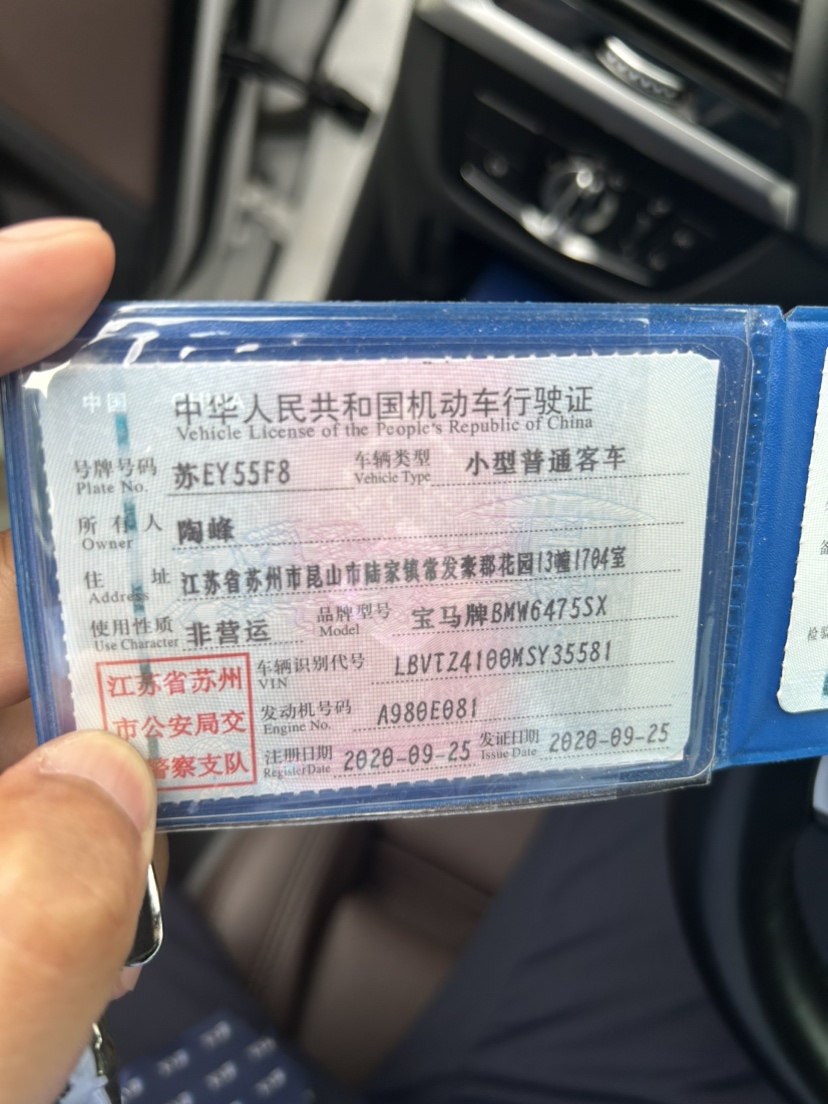 中华人民共和国机动车行驶证
Vehicle License of the People's Republic of China
号牌号码 苏EY55F8 车辆类型 小型普通客车
Plate No. Vehicle Type
所有人 陶峰
Owner
住址 江苏省苏州市昆山市陆家镇常发豪郡花园13幢1704室
Address
使用性质 非营运 品牌型号 宝马牌BMW6475SX
Use Character Model
江苏省苏州
市公安局交
警察支队
车辆识别代号 LBVTZ4100MSY35581
VIN
发动机号码 A980E081
Engine No.
注册日期 2020-09-25 发证日期 2020-09-25
Register Date Issue Date